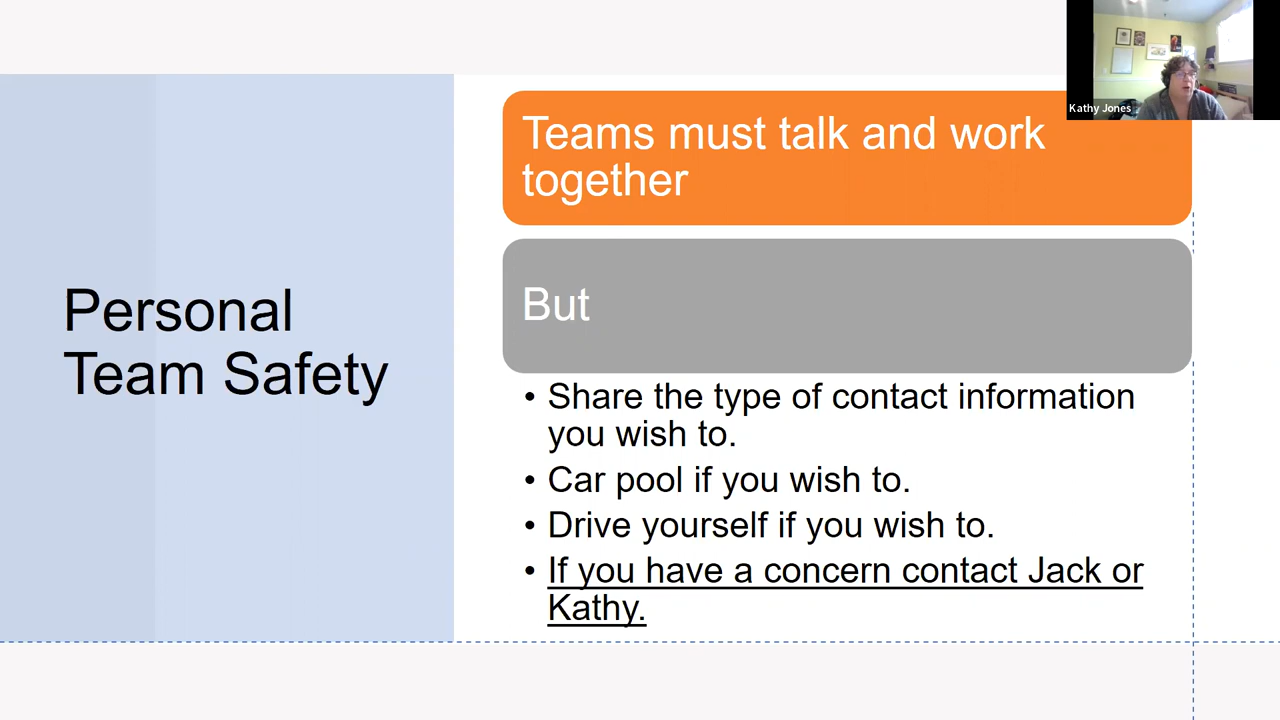 Kathy Jones
Teams must talk and work
together
But
Personal
Team Safety
• Share the type of contact information
you wish to.
• Car pool if you wish to.
• Drive yourself if you wish to.
• If you have a concern contact Jack or
Kathy.